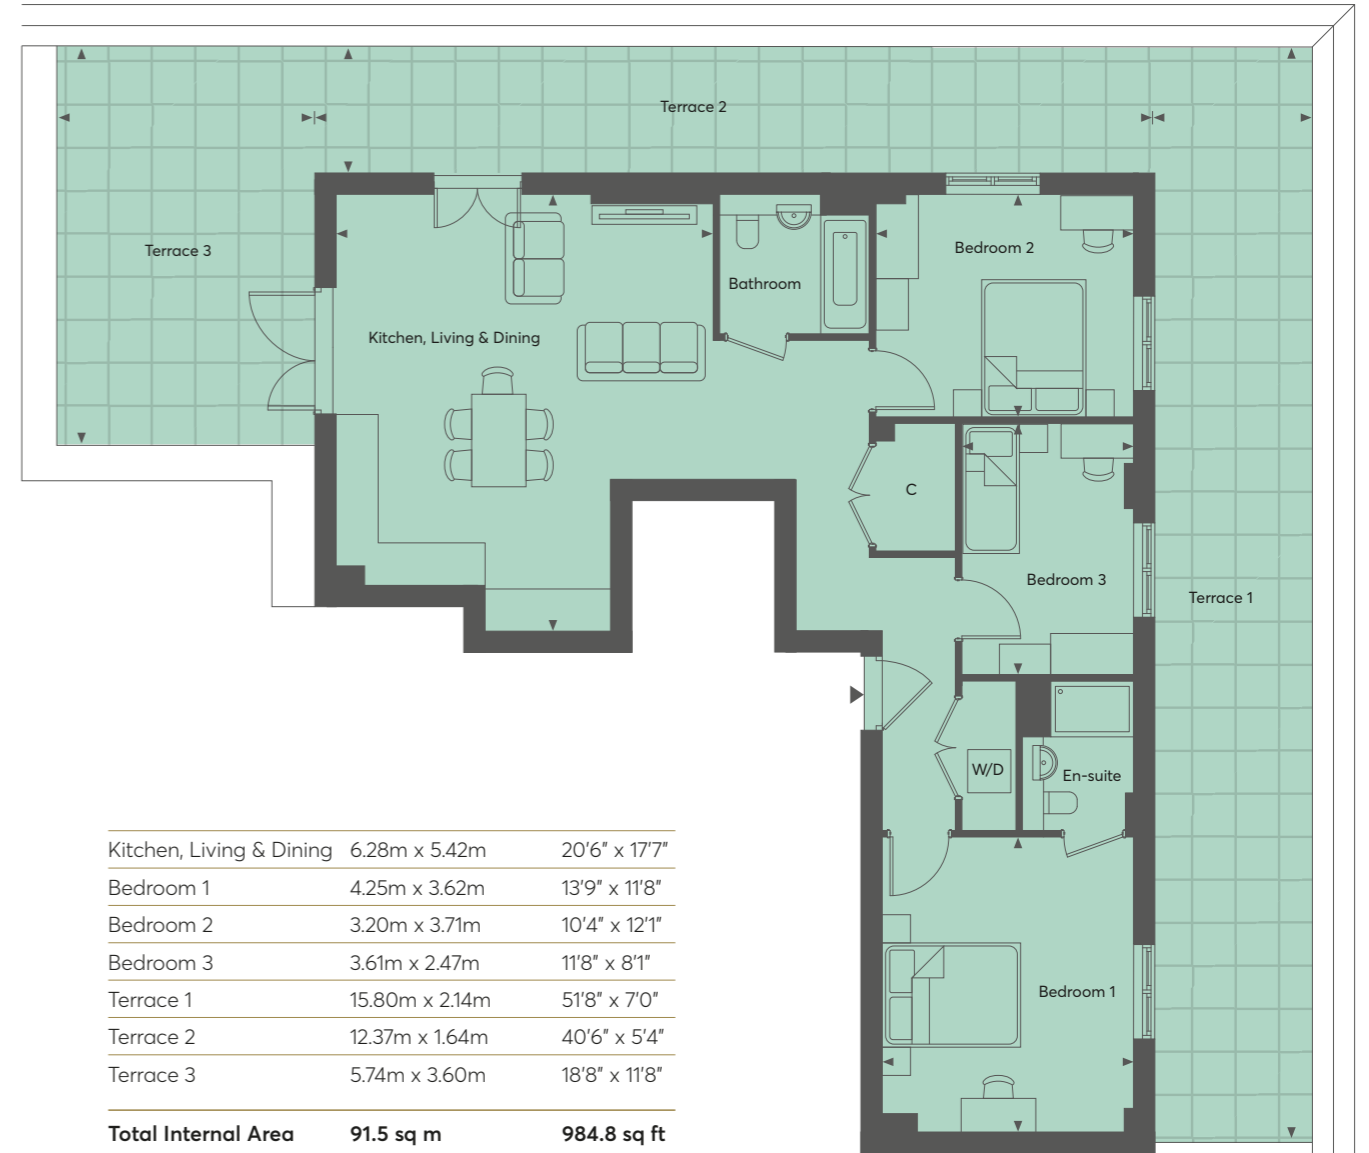 Terrace 2
Terrace 3
Bedroom 2
Bathroom
Kitchen, Living & Dining
C
Bedroom 3
Terrace 1
W/D
En-suite
Bedroom 1
Kitchen, Living & Dining 6.28m x 5.42m 20'6" x 17'7"
Bedroom 1 4.25m x 3.62m 13'9" x 11'8"
Bedroom 2 3.20m x 3.71m 10'4" x 12'1"
Bedroom 3 3.61m x 2.47m 11'8" x 8'1"
Terrace 1 15.80m x 2.14m 51'8" x 7'0"
Terrace 2 12.37m x 1.64m 40'6" x 5'4"
Terrace 3 5.74m x 3.60m 18'8" x 11'8"
Total Internal Area 91.5 sq m 984.8 sq ft